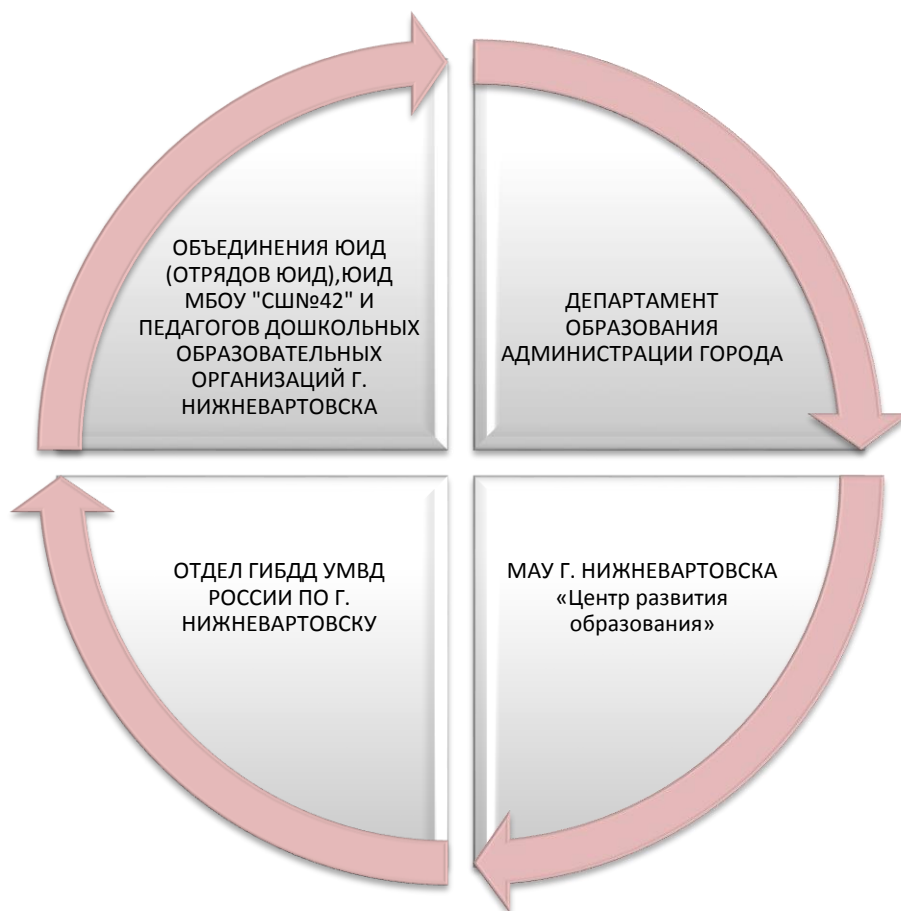 ОБЪЕДИНЕНИЯ ЮИД
(ОТРЯДОВ ЮИД),ЮИД
МБОУ "СШ№42" И
ПЕДАГОГОВ ДОШКОЛЬНЫХ
ОБРАЗОВАТЕЛЬНЫХ
ОРГАНИЗАЦИЙ Г.
НИЖНЕВАРТОВСКА
ДЕПАРТАМЕНТ
ОБРАЗОВАНИЯ
АДМИНИСТРАЦИИ ГОРОДА
ОТДЕЛ ГИБДД УМВД
РОССИИ ПО Г.
НИЖНЕВАРТОВСКУ
МАУ Г. НИЖНЕВАРТОВСКА
«Центр развития
образования»